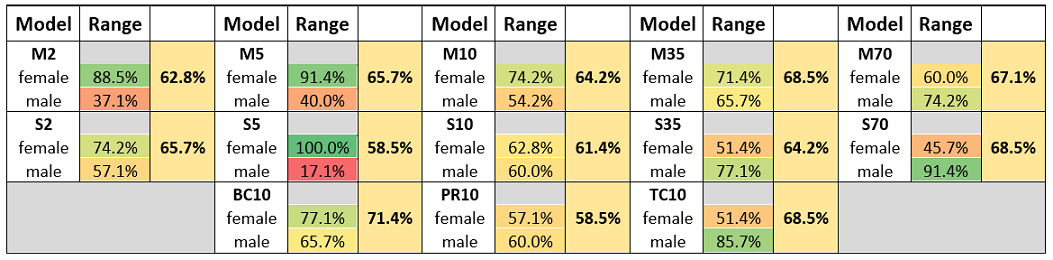 Model Range Model Range Model Range Model Range Model Range
M2 M5 M10 M35 M70
female 88.5% 62.8% female 91.4% 65.7% female 74.2% 64.2% female 71.4% 68.5% female 60.0% 67.1%
male 37.1% male 40.0% male 54.2% male 65.7% male 74.2%
S2 S5 S10 S35 S70
female 74.2% 65.7% female 100.0% 58.5% female 62.8% 61.4% female 51.4% 64.2% female 45.7% 68.5%
male 57.1% male 17.1% male 60.0% male 77.1% male 91.4%
BC10 PR10 TC10
female 77.1% 71.4% female 57.1% 58.5% female 51.4% 68.5%
male 65.7% male 60.0% male 85.7%